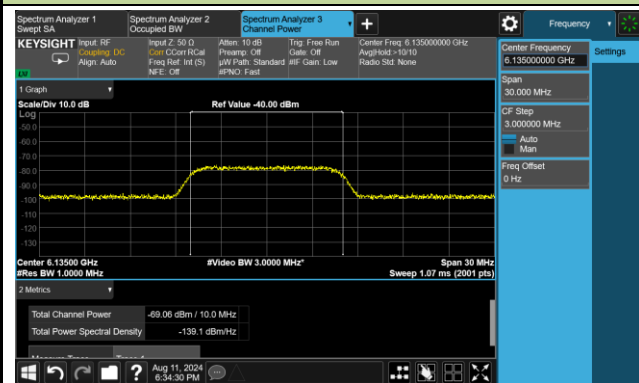 Spectrum Analyzer 1
Swept SA
Spectrum Analyzer 2
Occupied BW
Spectrum Analyzer 3
Channel Power
Frequency
KEYSIGHT
Input: RF
Coupling: DC
Align: Auto
Input Z: 50 Ω
Corr CCorr RCal
Freq Ref: Int (S)
NFE: Off
Atten: 10 dB
Preamp: Off
µW Path: Standard
#PNO: Fast
Trig: Free Run
Gate: Off
#IF Gain: Low
Center Freq: 6.135000000 GHz
Avg|Hold:>10/10
Radio Std: None
LXI
Center Frequency
6.135000000 GHz
Settings
Span
30.000 MHz
CF Step
3.000000 MHz
Auto
Man
Freq Offset
0 Hz
1 Graph
Scale/Div 10.0 dB
Ref Value -40.00 dBm
Log
-50.0
-60.0
-70.0
-80.0
-90.0
-100
-110
-120
-130
Center 6.13500 GHz
#Video BW 3.0000 MHz*
Span 30 MHz
#Res BW 1.0000 MHz
Sweep 1.07 ms (2001 pts)
2 Metrics
Total Channel Power
-69.06 dBm / 10.0 MHz
Total Power Spectral Density
-139.1 dBm/Hz
?
Aug 11, 2024
6:34:30 PM